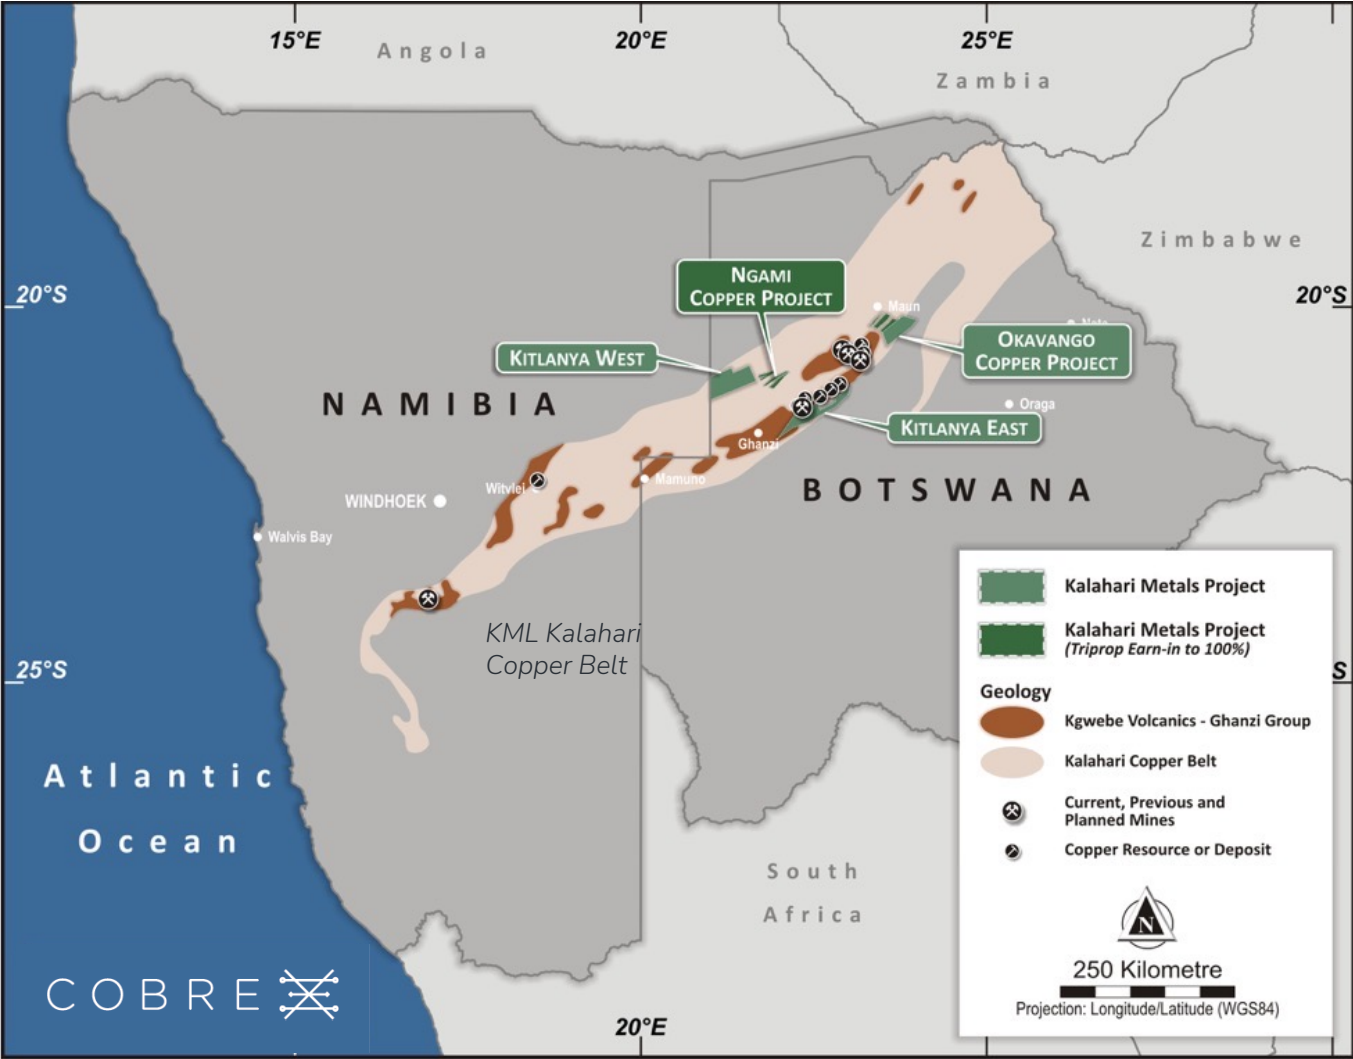 15°E
20°E
25°E
Angola
Zambia
Zimbabwe
20°S
20°S
NGAMI
COPPER PROJECT
Maun
Nata
OKAVANGO
COPPER PROJECT
KITLANYA WEST
NAMIBIA
Oraga
KITLANYA EAST
Ghanzi
Witvlei
Mamuno
BOTSWANA
WINDHOEK
Walvis Bay
KML Kalahari
Copper Belt
25°S
S
Kalahari Metals Project
Kalahari Metals Project
(Triprop Earn-in to 100%)
Geology
Kgwebe Volcanics - Ghanzi Group
Kalahari Copper Belt
Current, Previous and
Planned Mines
Copper Resource or Deposit
N
250 Kilometre
Projection: Longitude/Latitude (WGS84)
Atlantic
Ocean
South
Africa
COBRE
20°E